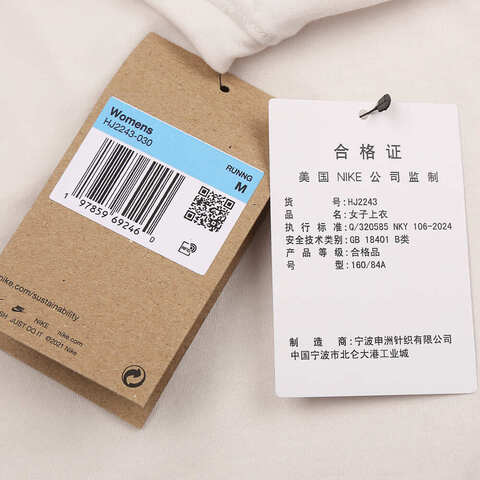 Womens
HJ2243-030
RUNNG
M
1 97859 69246 0
nike.com/sustainability
NIKE nike.com
JUST DO IT ©2021 Nike
合格证
美国 NIKE 公司监制
货号:HJ2243
品名:女子上衣
执行标准:Q/320585 NKY 106-2024
安全技术类别:GB 18401 B类
产品等级:合格品
号型:160/84A
制造商:宁波申洲针织有限公司
中国宁波市北仑大港工业城